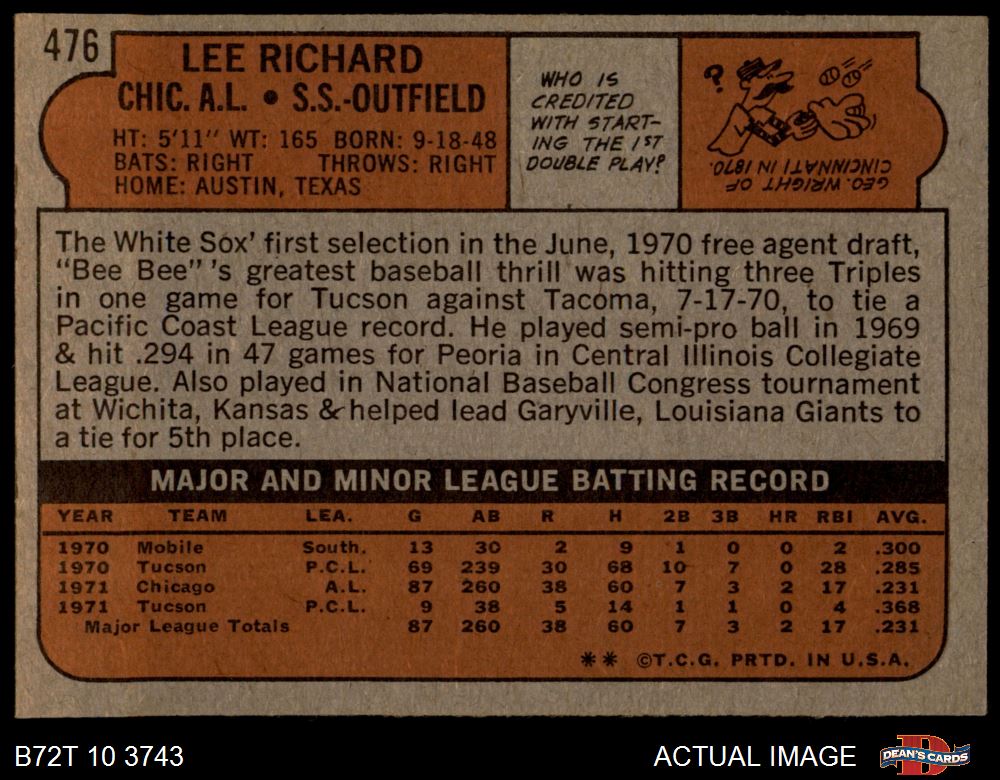 476
LEE RICHARD
CHIC. A.L. • S.S.-OUTFIELD
HT: 5'11" WT: 165 BORN: 9-18-48
BATS: RIGHT THROWS: RIGHT
HOME: AUSTIN, TEXAS
WHO IS
CREDITED
WITH START-
ING THE 1ST
DOUBLE PLAY?
?
GEO. WRIGHT OF
CINCINNATI IN 1870.
The White Sox' first selection in the June, 1970 free agent draft,
"Bee Bee" 's greatest baseball thrill was hitting three Triples
in one game for Tucson against Tacoma, 7-17-70, to tie a
Pacific Coast League record. He played semi-pro ball in 1969
& hit .294 in 47 games for Peoria in Central Illinois Collegiate
League. Also played in National Baseball Congress tournament
at Wichita, Kansas & helped lead Garyville, Louisiana Giants to
a tie for 5th place.
MAJOR AND MINOR LEAGUE BATTING RECORD
YEAR TEAM LEA. G AB R H 2B 3B HR RBI AVG.
1970 Mobile South. 13 30 2 9 1 0 0 2 .300
1970 Tucson P.C.L. 69 239 30 68 10 7 0 28 .285
1971 Chicago A.L. 87 260 38 60 7 3 2 17 .231
1971 Tucson P.C.L. 9 38 5 14 1 1 0 4 .368
Major League Totals 87 260 38 60 7 3 2 17 .231
** ©T.C.G. PRTD. IN U.S.A.
B72T 10 3743
ACTUAL IMAGE
DEAN'S CARDS